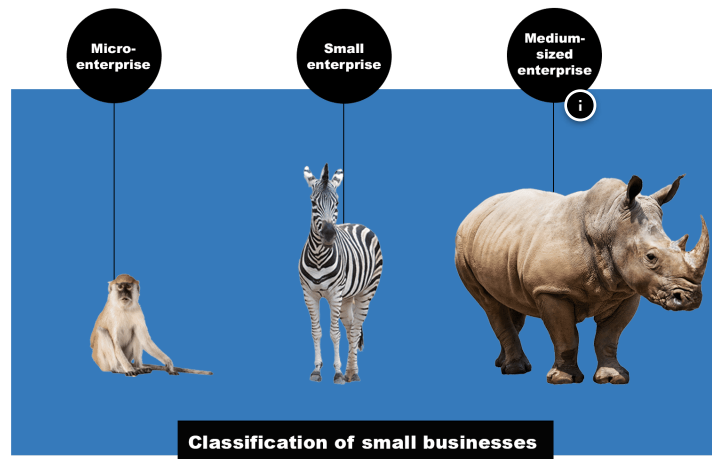 Micro-
enterprise
Small
enterprise
Medium-
sized
enterprise
i
Classification of small businesses